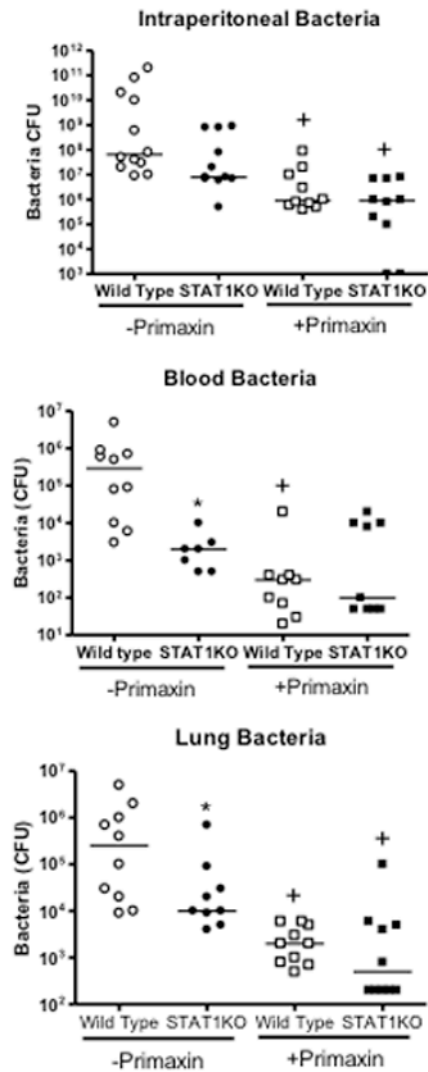 Intraperitoneal Bacteria
Bacteria CFU
10¹²
10¹¹
10¹⁰
10⁹
10⁸
10⁷
10⁶
10⁵
10⁴
10³
+
+
Wild Type STAT1KO Wild Type STAT1KO
-Primaxin +Primaxin
Blood Bacteria
Bacteria (CFU)
10⁷
10⁶
10⁵
10⁴
10³
10²
10¹
*
+
Wild type STAT1KO Wild Type STAT1KO
-Primaxin +Primaxin
Lung Bacteria
Bacteria (CFU)
10⁷
10⁶
10⁵
10⁴
10³
10²
*
+
+
Wild Type STAT1KO Wild Type STAT1KO
-Primaxin +Primaxin